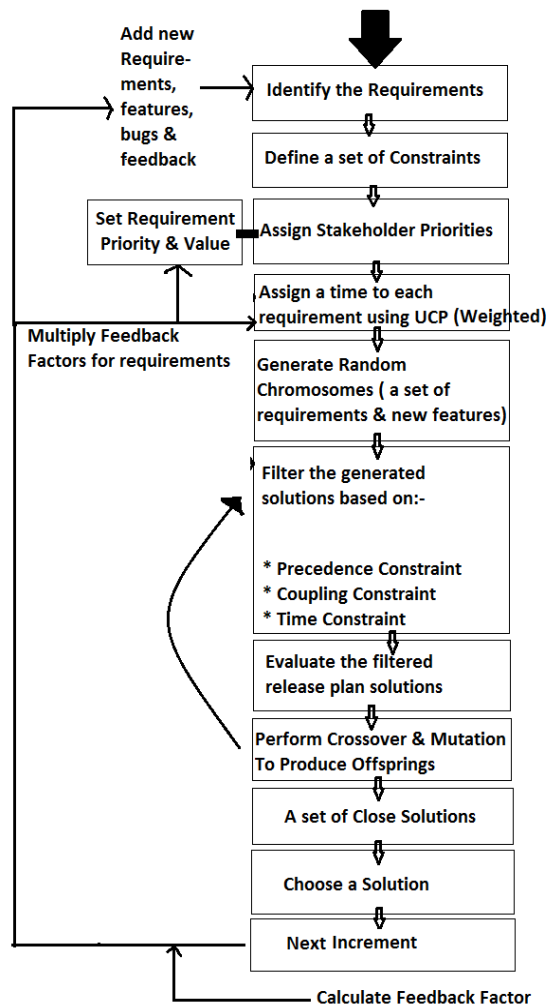 Add new
Require-
ments,
features,
bugs &
feedback
Identify the Requirements
Define a set of Constraints
Set Requirement
Priority & Value
Assign Stakeholder Priorities
Assign a time to each
requirement using UCP (Weighted)
Multiply Feedback
Factors for requirements
Generate Random
Chromosomes ( a set of
requirements & new features)
Filter the generated
solutions based on:-
* Precedence Constraint
* Coupling Constraint
* Time Constraint
Evaluate the filtered
release plan solutions
Perform Crossover & Mutation
To Produce Offsprings
A set of Close Solutions
Choose a Solution
Next Increment
Calculate Feedback Factor